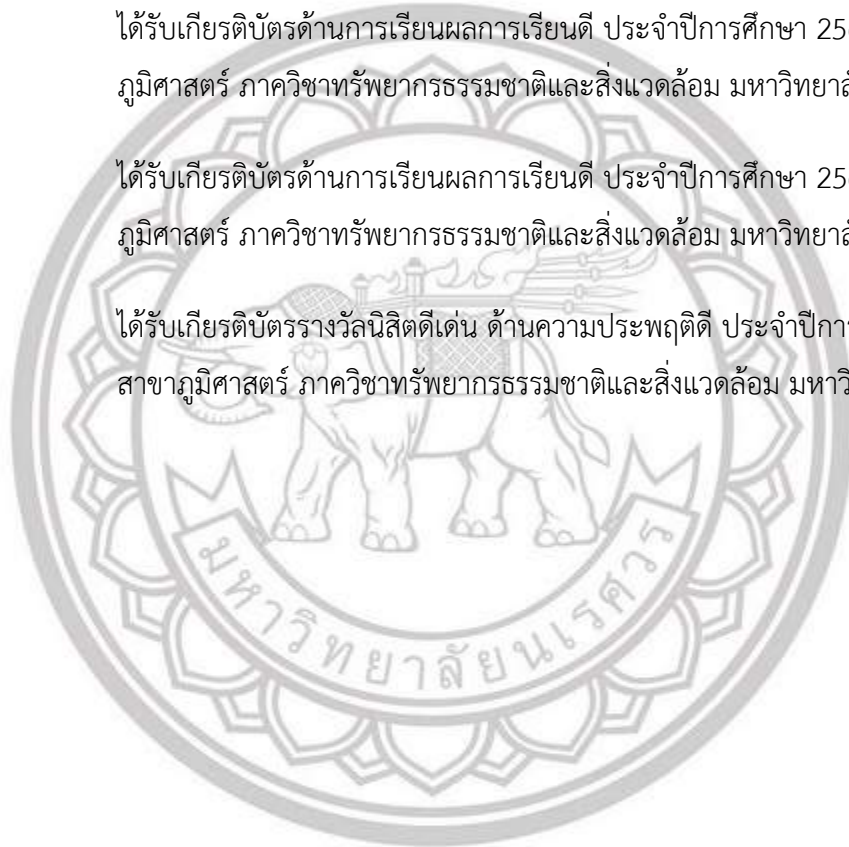 ได้รับเกียรติบัตรด้านการเรียนผลการเรียนดี ประจำปีการศึกษา 25
ภูมิศาสตร์ ภาควิชาทรัพยากรธรรมชาติและสิ่งแวดล้อม มหาวิทยาลั
ได้รับเกียรติบัตรด้านการเรียนผลการเรียนดี ประจำปีการศึกษา 25
ภูมิศาสตร์ ภาควิชาทรัพยากรธรรมชาติและสิ่งแวดล้อม มหาวิทยาลั
ได้รับเกียรติบัตรรางวัลนิสิตดีเด่น ด้านความประพฤติดี ประจำปีการ
สาขาภูมิศาสตร์ ภาควิชาทรัพยากรธรรมชาติและสิ่งแวดล้อม มหาวิ
มหาวิทยาลัยนเรศวร